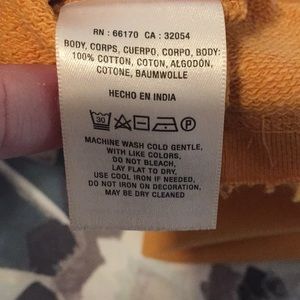 RN : 66170 CA : 32054
BODY, CORPS, CUERPO, CORPO, BODY:
100% COTTON, COTON, ALGODÓN,
COTONE, BAUMWOLLE
HECHO EN INDIA
30 P
MACHINE WASH COLD GENTLE,
WITH LIKE COLORS,
DO NOT BLEACH,
LAY FLAT TO DRY,
USE COOL IRON IF NEEDED,
DO NOT IRON ON DECORATION,
MAY BE DRY CLEANED